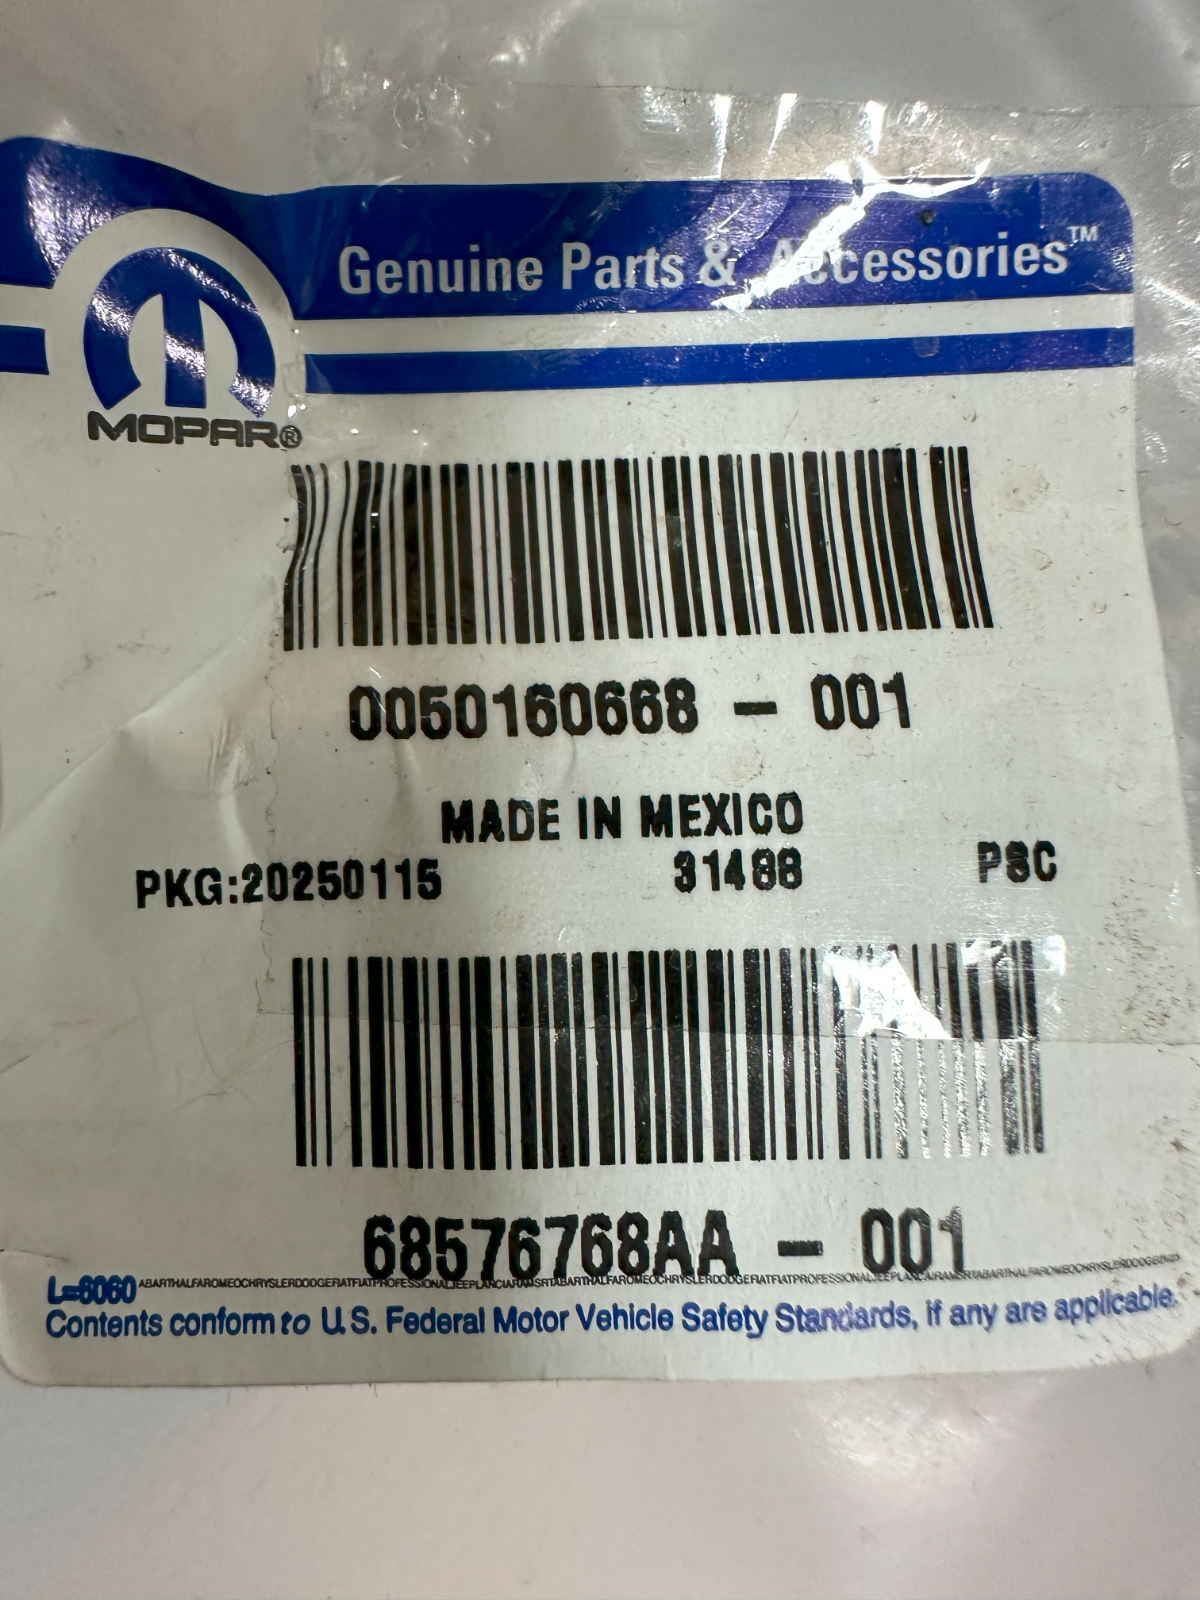 Genuine Parts & Accessories™
MOPAR®
0050160668 - 001
MADE IN MEXICO
PKG:20250115 31488 PSC
68576768AA - 001
L=6060 ABARTHALFAROMEOCHRYSLERDODGEFIATFIATPROFESSIONALJEEPLANCIARAMSRTABARTHALFAROMEOCHRYSLERDODGEFIATFIATPROFESSIONALJEEPLANCIARAMSRTABARTHALFAROMEOCHRYSLERDODGE
Contents conform to U.S. Federal Motor Vehicle Safety Standards, if any are applicable.